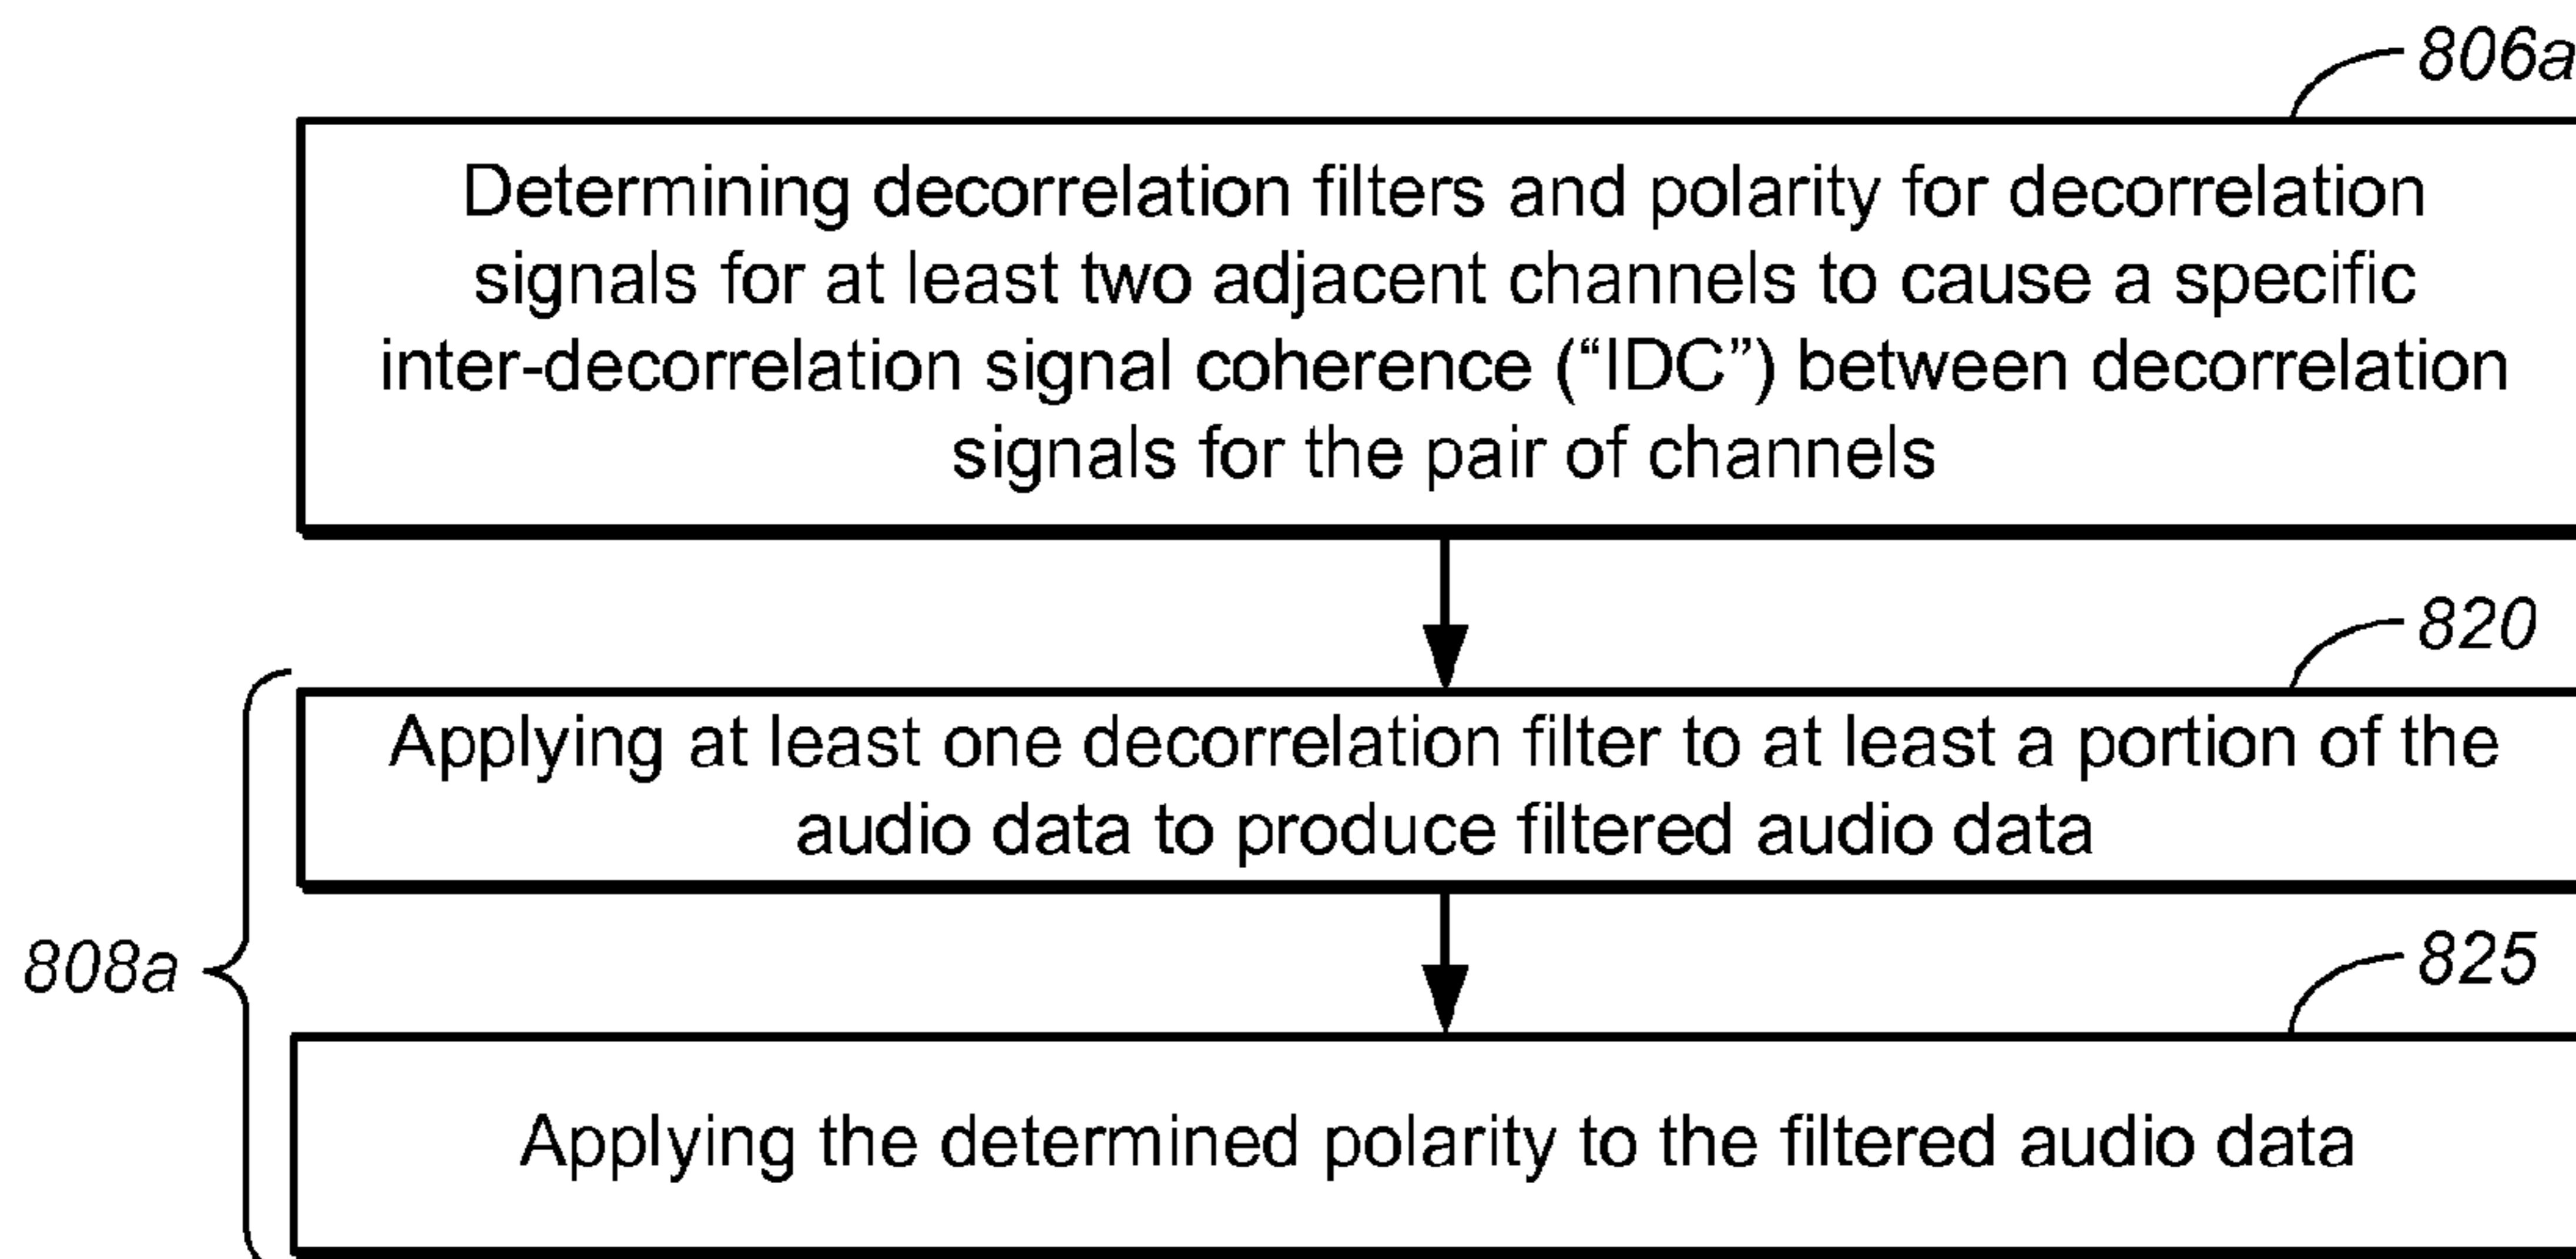 806a
Determining decorrelation filters and polarity for decorrelation
signals for at least two adjacent channels to cause a specific
inter-decorrelation signal coherence (“IDC”) between decorrelation
signals for the pair of channels
820
Applying at least one decorrelation filter to at least a portion of the
audio data to produce filtered audio data
808a
825
Applying the determined polarity to the filtered audio data